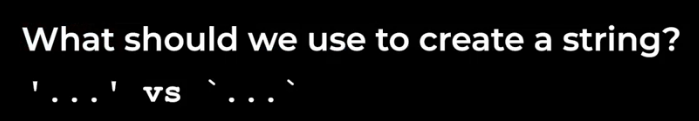 What should we use to create a string?
'...' vs `...`